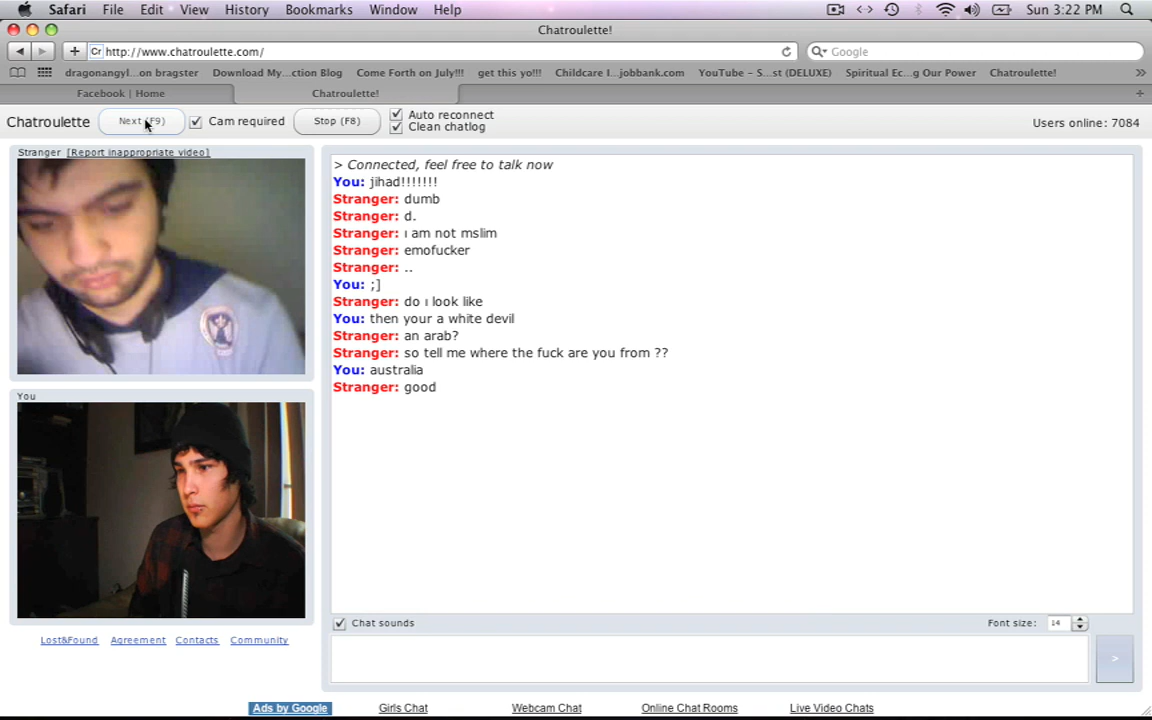 Safari File Edit View History Bookmarks Window Help Sun 3:22 PM
Chatroulette!
Cr http://www.chatroulette.com/ Google
dragonangyl...on bragster Download My...ction Blog Come Forth on July!!! get this yo!!! Childcare I...jobbank.com YouTube - S...st (DELUXE) Spiritual Ec...g Our Power Chatroulette! »
Facebook | Home Chatroulette! +
Chatroulette Next (F9) Cam required Stop (F8) Auto reconnect
Clean chatlog
Users online: 7084
Stranger [Report inappropriate video]
> Connected, feel free to talk now
You: jihad!!!!!!!
Stranger: dumb
Stranger: d.
Stranger: ı am not mslim
Stranger: emofucker
Stranger: ..
You: ;]
Stranger: do ı look like
You: then your a white devil
Stranger: an arab?
Stranger: so tell me where the fuck are you from ??
You: australia
Stranger: good
You
Chat sounds Font size: 14
>
Lost&Found Agreement Contacts Community
Ads by Google Girls Chat Webcam Chat Online Chat Rooms Live Video Chats